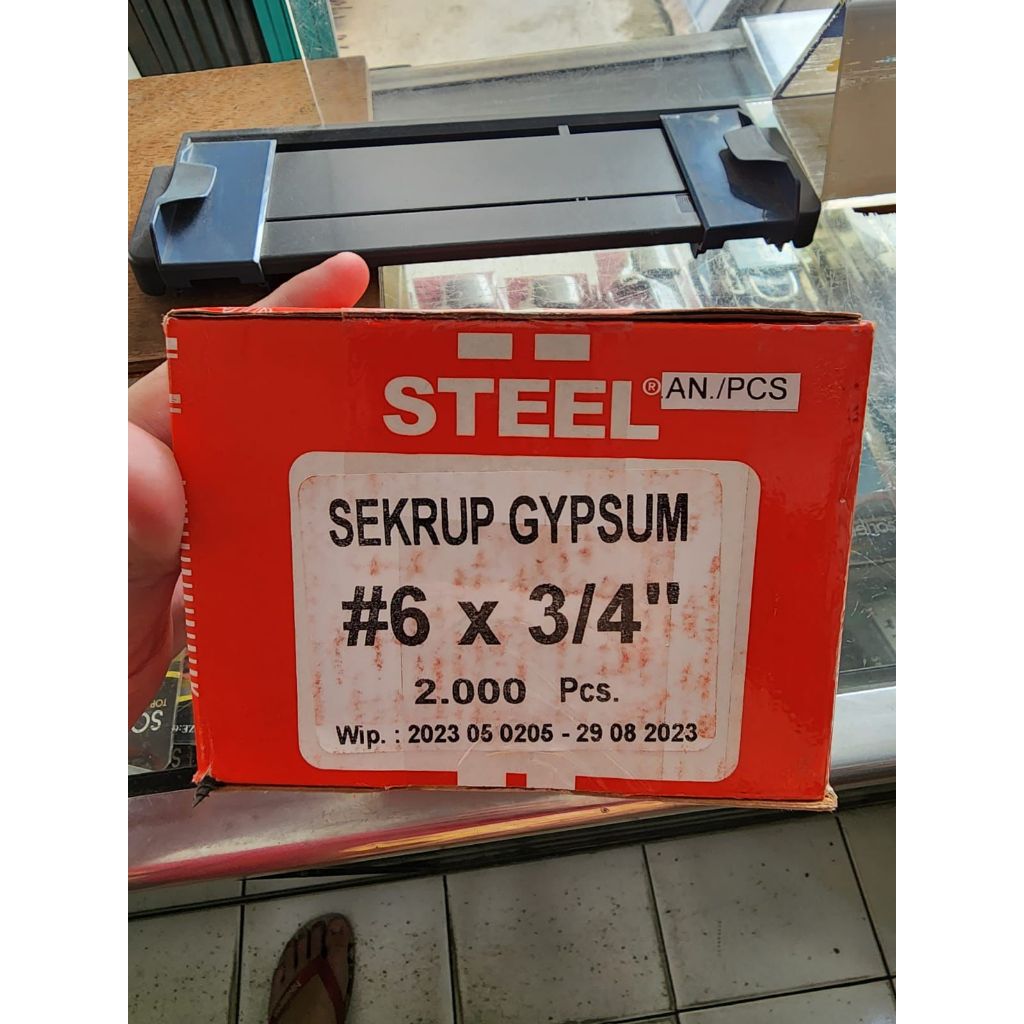 STEEL®
AN./PCS
SEKRUP GYPSUM
#6 x 3/4"
2.000 Pcs.
Wip. : 2023 05 0205 - 29 08 2023